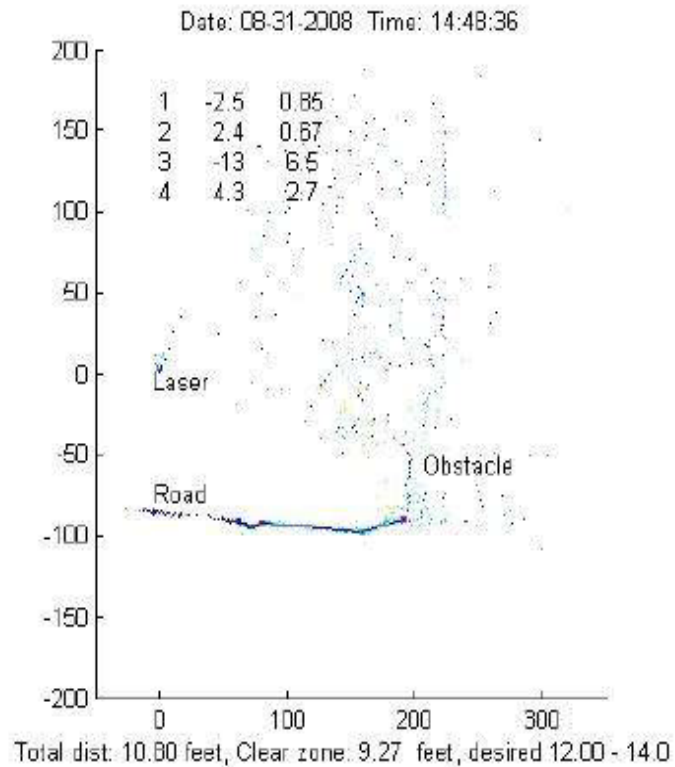 Date: 08-31-2008 Time: 14:48:36
200
150
100
50
0
-50
-100
-150
-200
1 -2.5 0.85
2 2.4 0.67
3 -13 6.5
4 4.3 2.7
Laser
Obstacle
Road
0 100 200 300
Total dist: 10.80 feet, Clear zone: 9.27 feet, desired 12.00 - 14.0